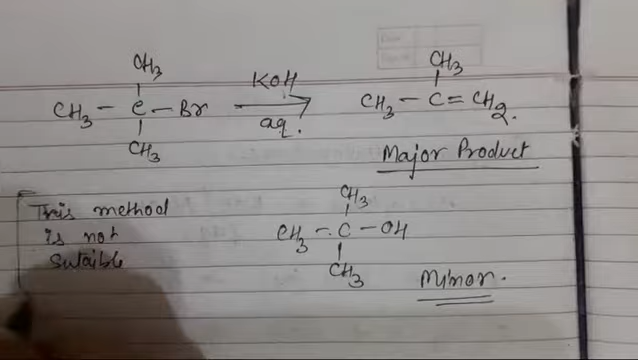 CH3
CH3 - C - Br
CH3
KOH
aq.
CH3
CH3 - C = CH2.
Major Product
This method
is not
sutaible
CH3
CH3 - C - OH
CH3
Minor.